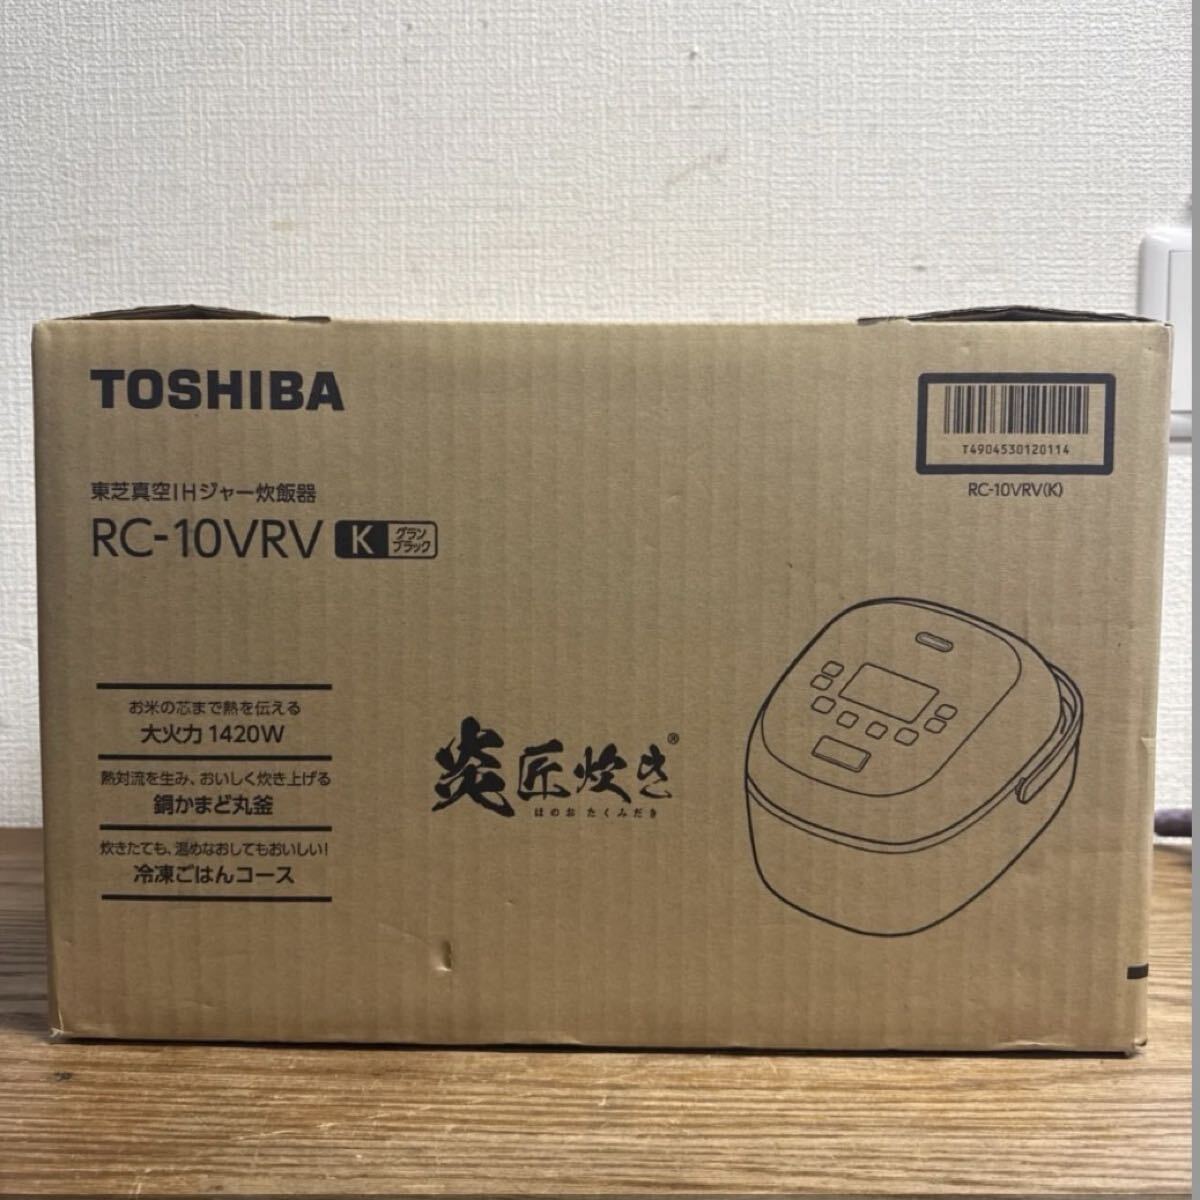 TOSHIBA
T4904530120114
RC-10VRV(K)
東芝真空IHジャー炊飯器
RC-10VRV K グラン
ブラック
お米の芯まで熱を伝える
大火力 1420W
熱対流を生み、おいしく炊き上げる
銅かまど丸釜
炊きたても、温めなおしてもおいしい!
冷凍ごはんコース
炎 匠炊き®
ほのお たくみだき